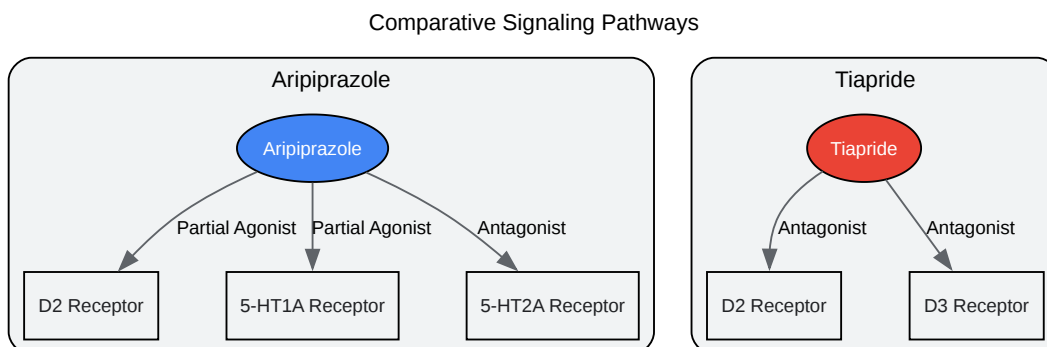 Comparative Signaling Pathways
Aripiprazole
Aripiprazole
Partial Agonist
Partial Agonist
Antagonist
D2 Receptor
5-HT1A Receptor
5-HT2A Receptor
Tiapride
Tiapride
Antagonist
Antagonist
D2 Receptor
D3 Receptor